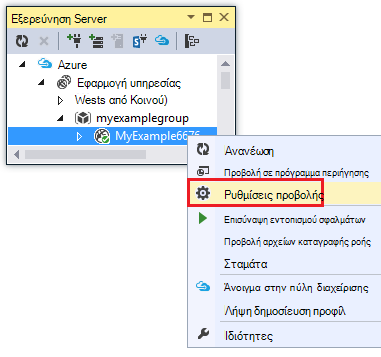 Εξερεύνηση Server
Azure
Εφαρμογή υπηρεσίας
Wests από Κοινού)
myexamplegroup
MyExample6676
Ανανέωση
Προβολή σε πρόγραμμα περιήγησης
Ρυθμίσεις προβολής
Επισύναψη εντοπισμού σφαλμάτων
Προβολή αρχείων καταγραφής ροής
Σταμάτα
Άνοιγμα στην πύλη διαχείρισης
Λήψη δημοσίευση προφίλ
Ιδιότητες